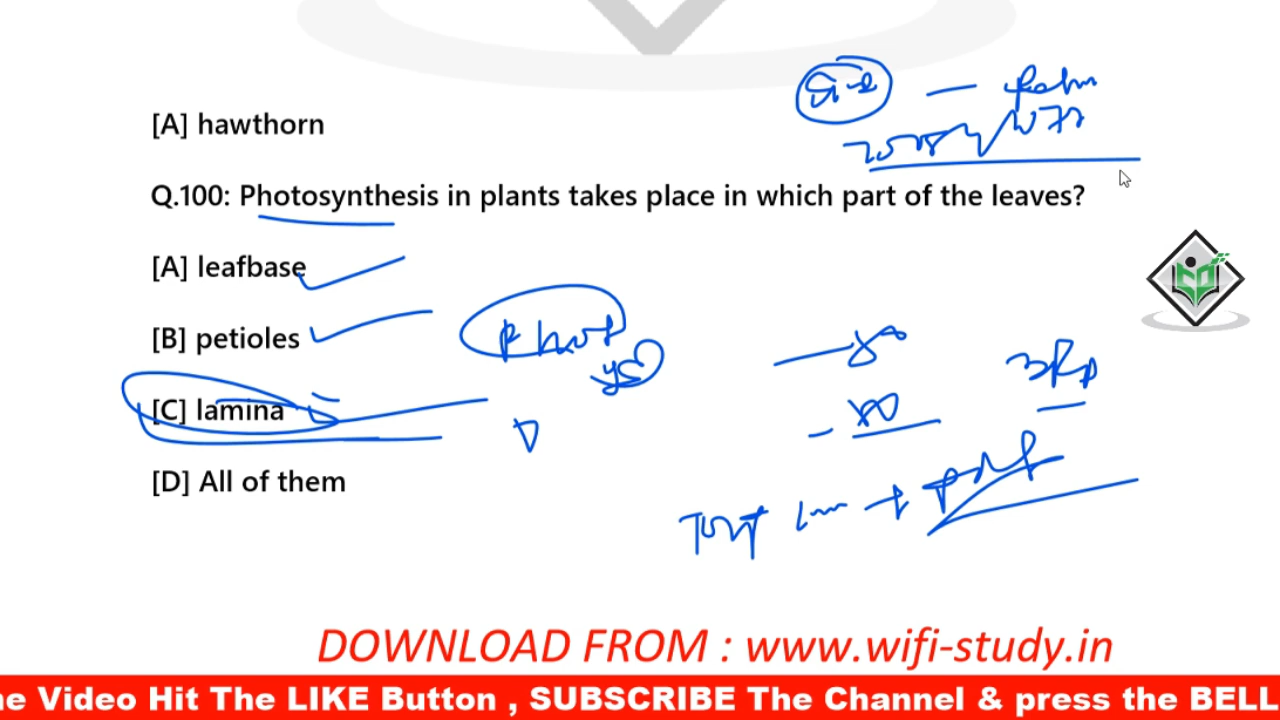 [A] hawthorn
Q.100: Photosynthesis in plants takes place in which part of the leaves?
[A] leafbase
[B] petioles
[C] lamina
[D] All of them
DOWNLOAD FROM : www.wifi-study.in
he Video Hit The LIKE Button , SUBSCRIBE The Channel & press the BELL